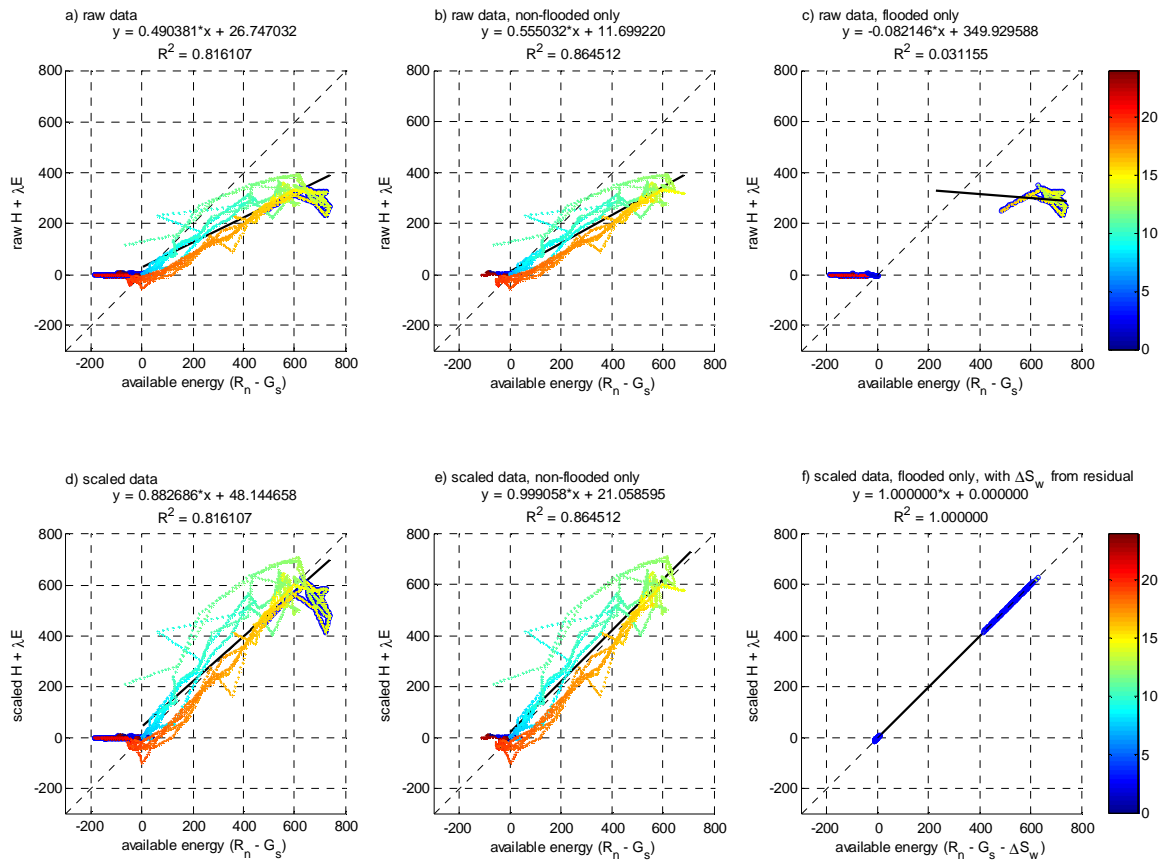 a) raw data
y = 0.490381*x + 26.747032
R² = 0.816107
800
600
400
200
0
-200
raw H + λE
-200 0 200 400 600 800
available energy (Rₙ - Gₛ)
b) raw data, non-flooded only
y = 0.555032*x + 11.699220
R² = 0.864512
800
600
400
200
0
-200
raw H + λE
-200 0 200 400 600 800
available energy (Rₙ - Gₛ)
c) raw data, flooded only
y = -0.082146*x + 349.929588
R² = 0.031155
800
600
400
200
0
-200
raw H + λE
-200 0 200 400 600 800
available energy (Rₙ - Gₛ)
20
15
10
5
0
d) scaled data
y = 0.882686*x + 48.144658
R² = 0.816107
800
600
400
200
0
-200
scaled H + λE
-200 0 200 400 600 800
available energy (Rₙ - Gₛ)
e) scaled data, non-flooded only
y = 0.999058*x + 21.058595
R² = 0.864512
800
600
400
200
0
-200
scaled H + λE
-200 0 200 400 600 800
available energy (Rₙ - Gₛ)
f) scaled data, flooded only, with ΔS_w from residual
y = 1.000000*x + 0.000000
R² = 1.000000
800
600
400
200
0
-200
scaled H + λE
-200 0 200 400 600 800
available energy (Rₙ - Gₛ - ΔS_w)
20
15
10
5
0